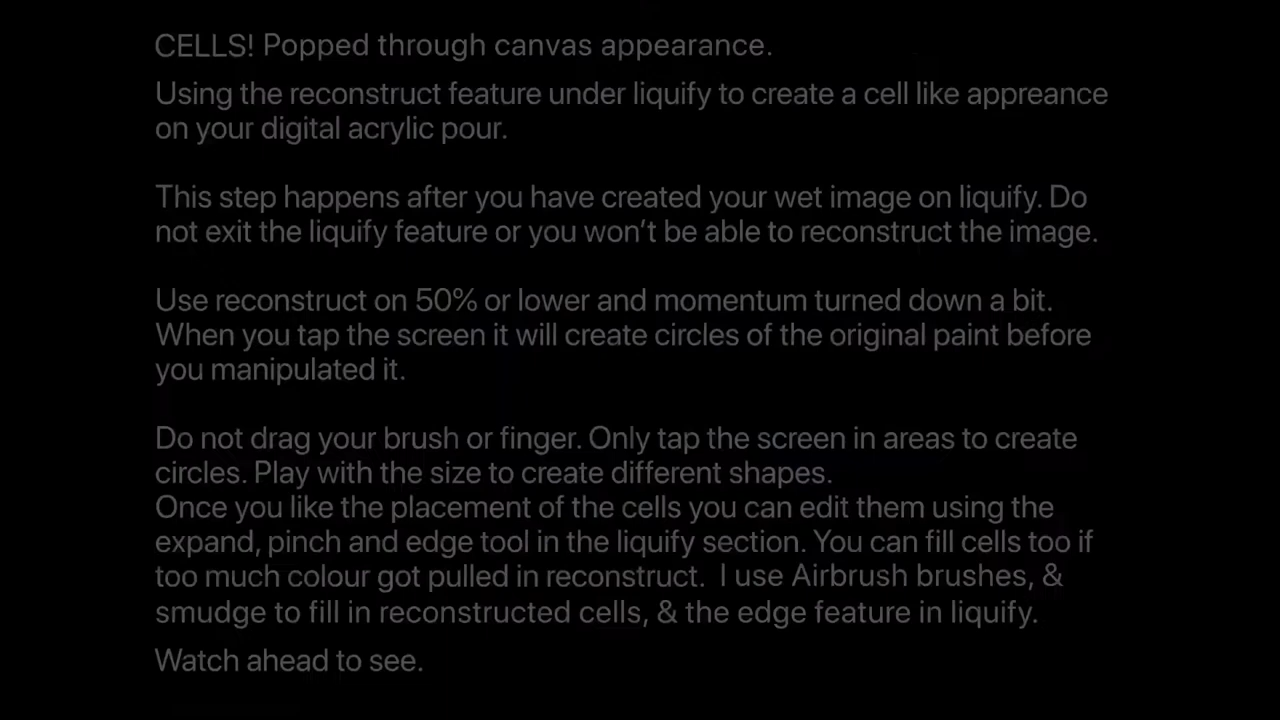 CELLS! Popped through canvas appearance.
Using the reconstruct feature under liquify to create a cell like appreance
on your digital acrylic pour.
This step happens after you have created your wet image on liquify. Do
not exit the liquify feature or you won't be able to reconstruct the image.
Use reconstruct on 50% or lower and momentum turned down a bit.
When you tap the screen it will create circles of the original paint before
you manipulated it.
Do not drag your brush or finger. Only tap the screen in areas to create
circles. Play with the size to create different shapes.
Once you like the placement of the cells you can edit them using the
expand, pinch and edge tool in the liquify section. You can fill cells too if
too much colour got pulled in reconstruct. I use Airbrush brushes, &
smudge to fill in reconstructed cells, & the edge feature in liquify.
Watch ahead to see.